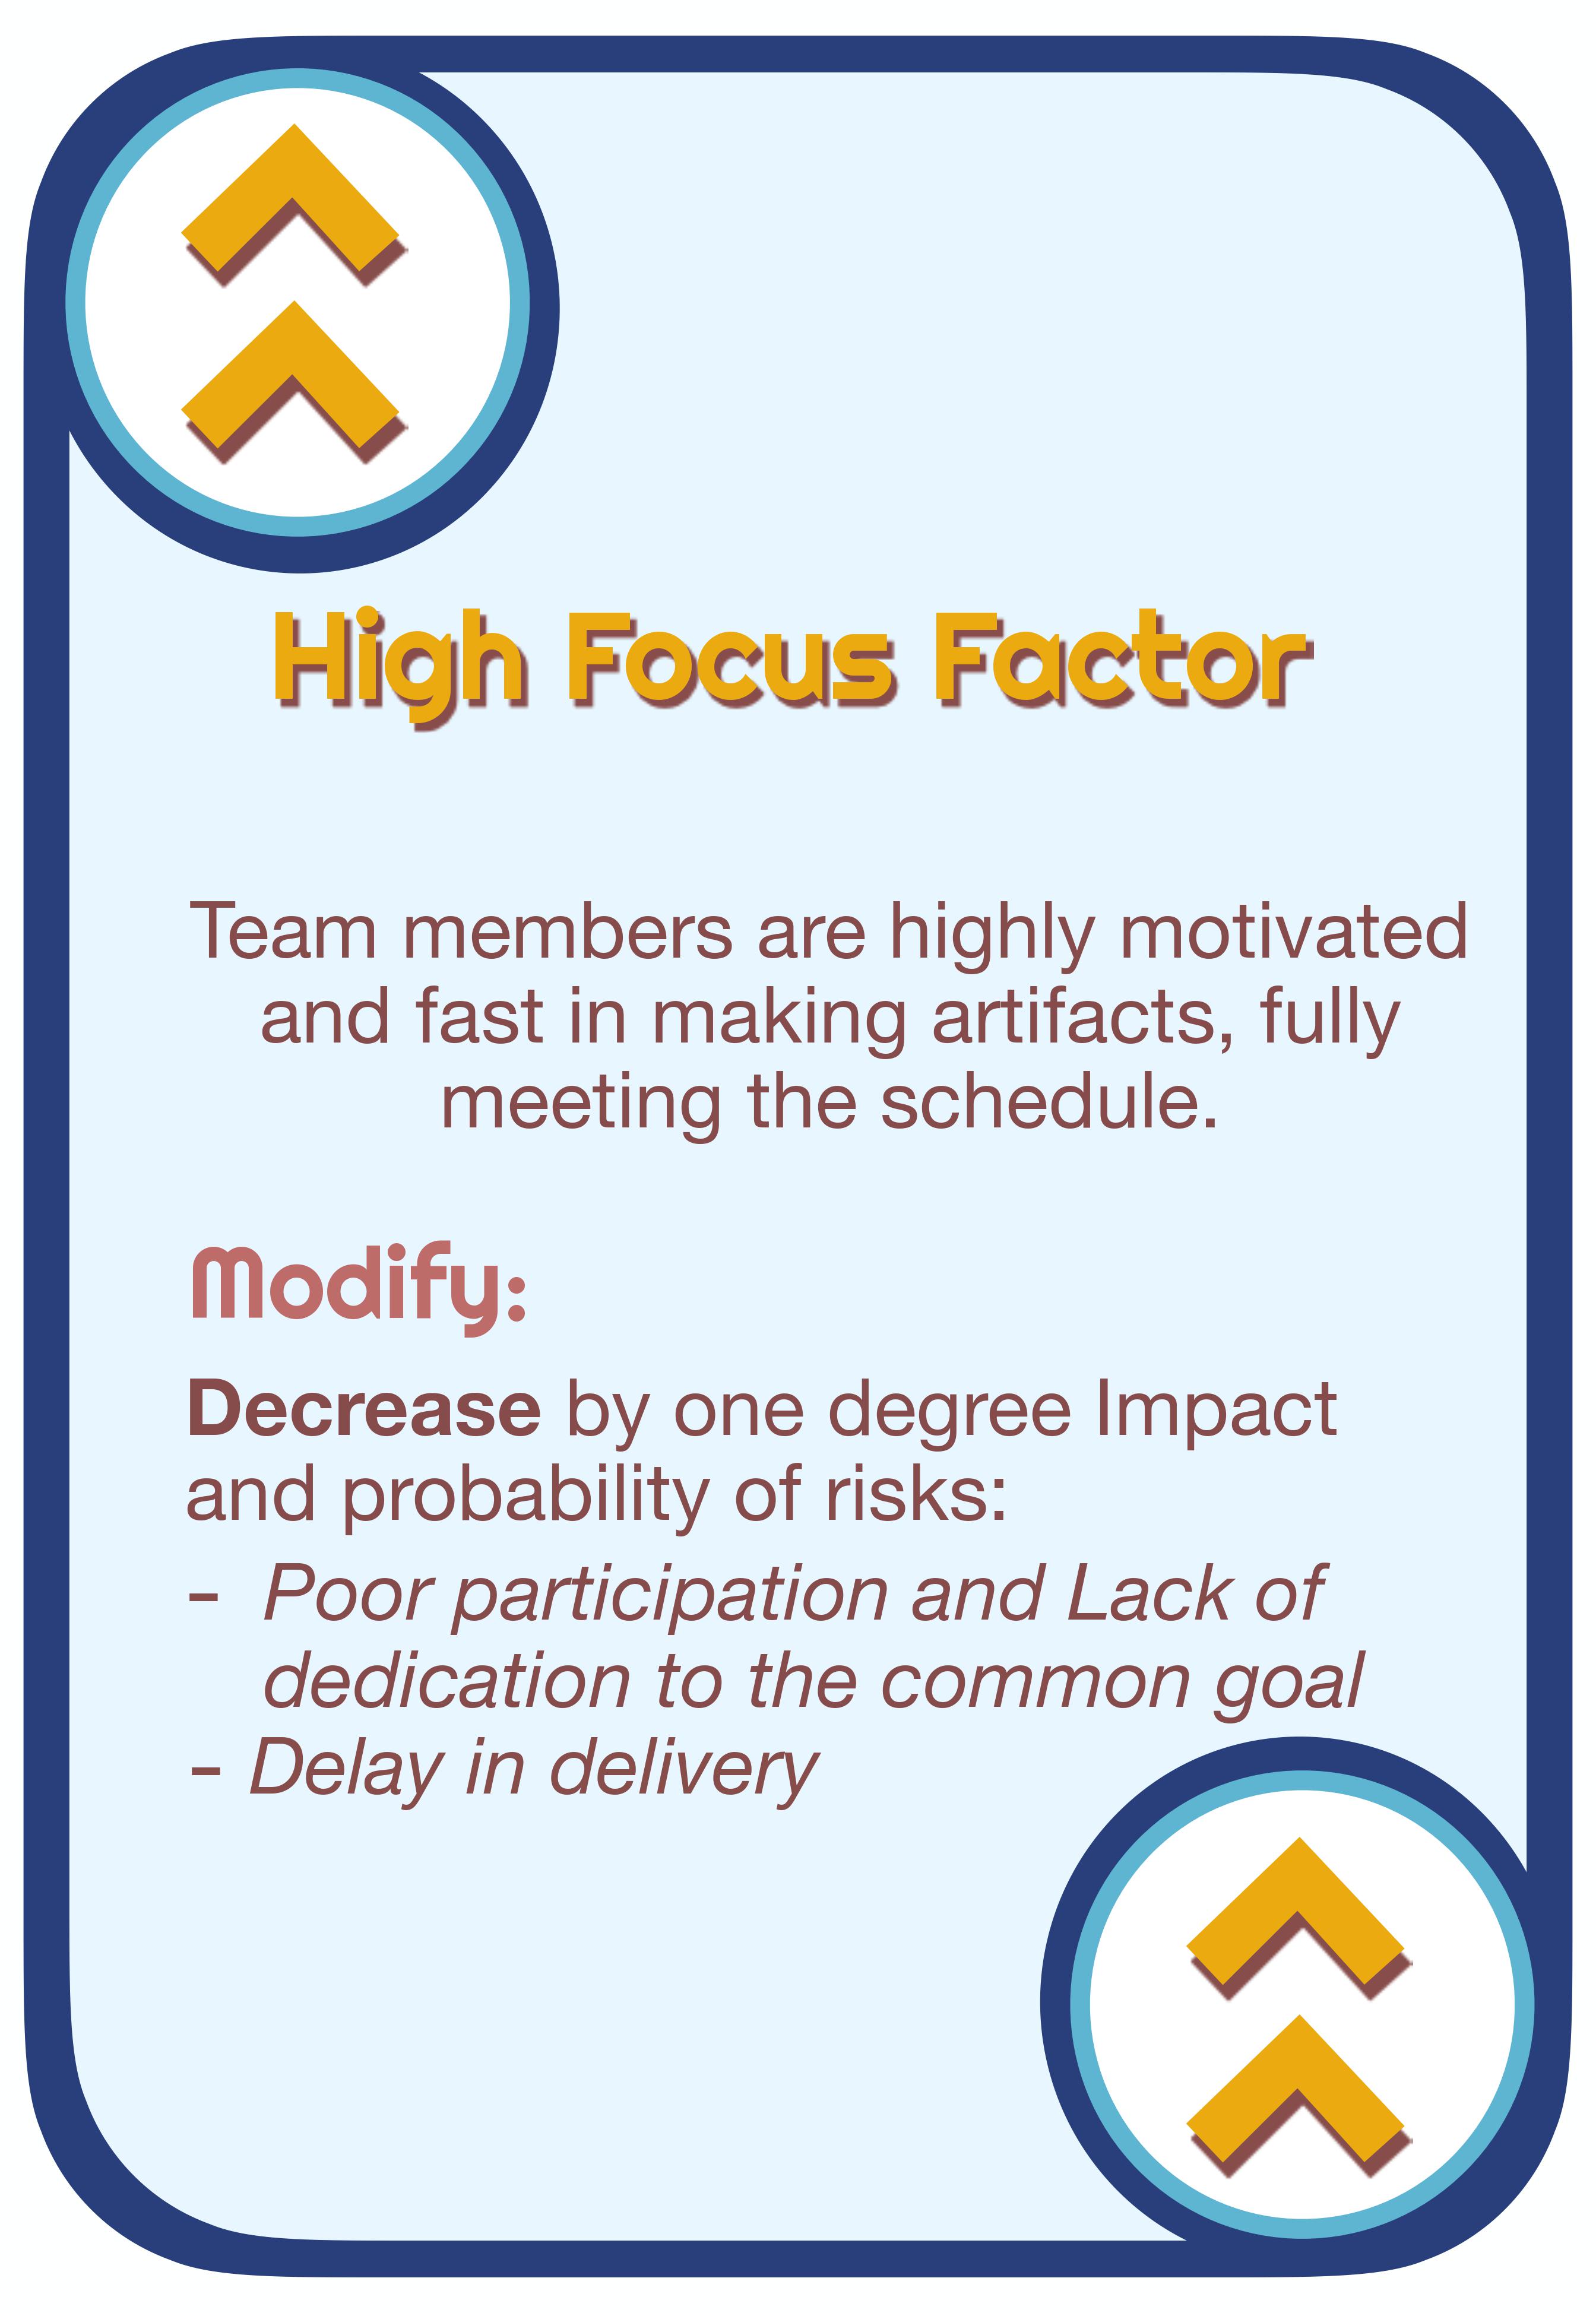 High Focus Factor
Team members are highly motivated
and fast in making artifacts, fully
meeting the schedule.
Modify:
Decrease by one degree Impact
and probability of risks:
- Poor participation and Lack of
dedication to the common goal
- Delay in delivery